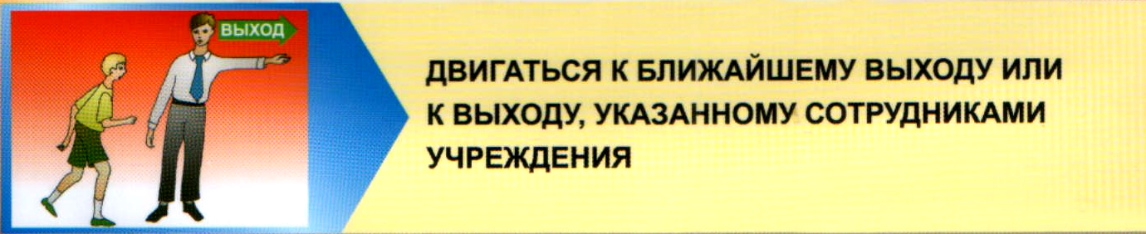 ВЫХОД
ДВИГАТЬСЯ К БЛИЖАЙШЕМУ ВЫХОДУ ИЛИ
К ВЫХОДУ, УКАЗАННОМУ СОТРУДНИКАМИ
УЧРЕЖДЕНИЯ